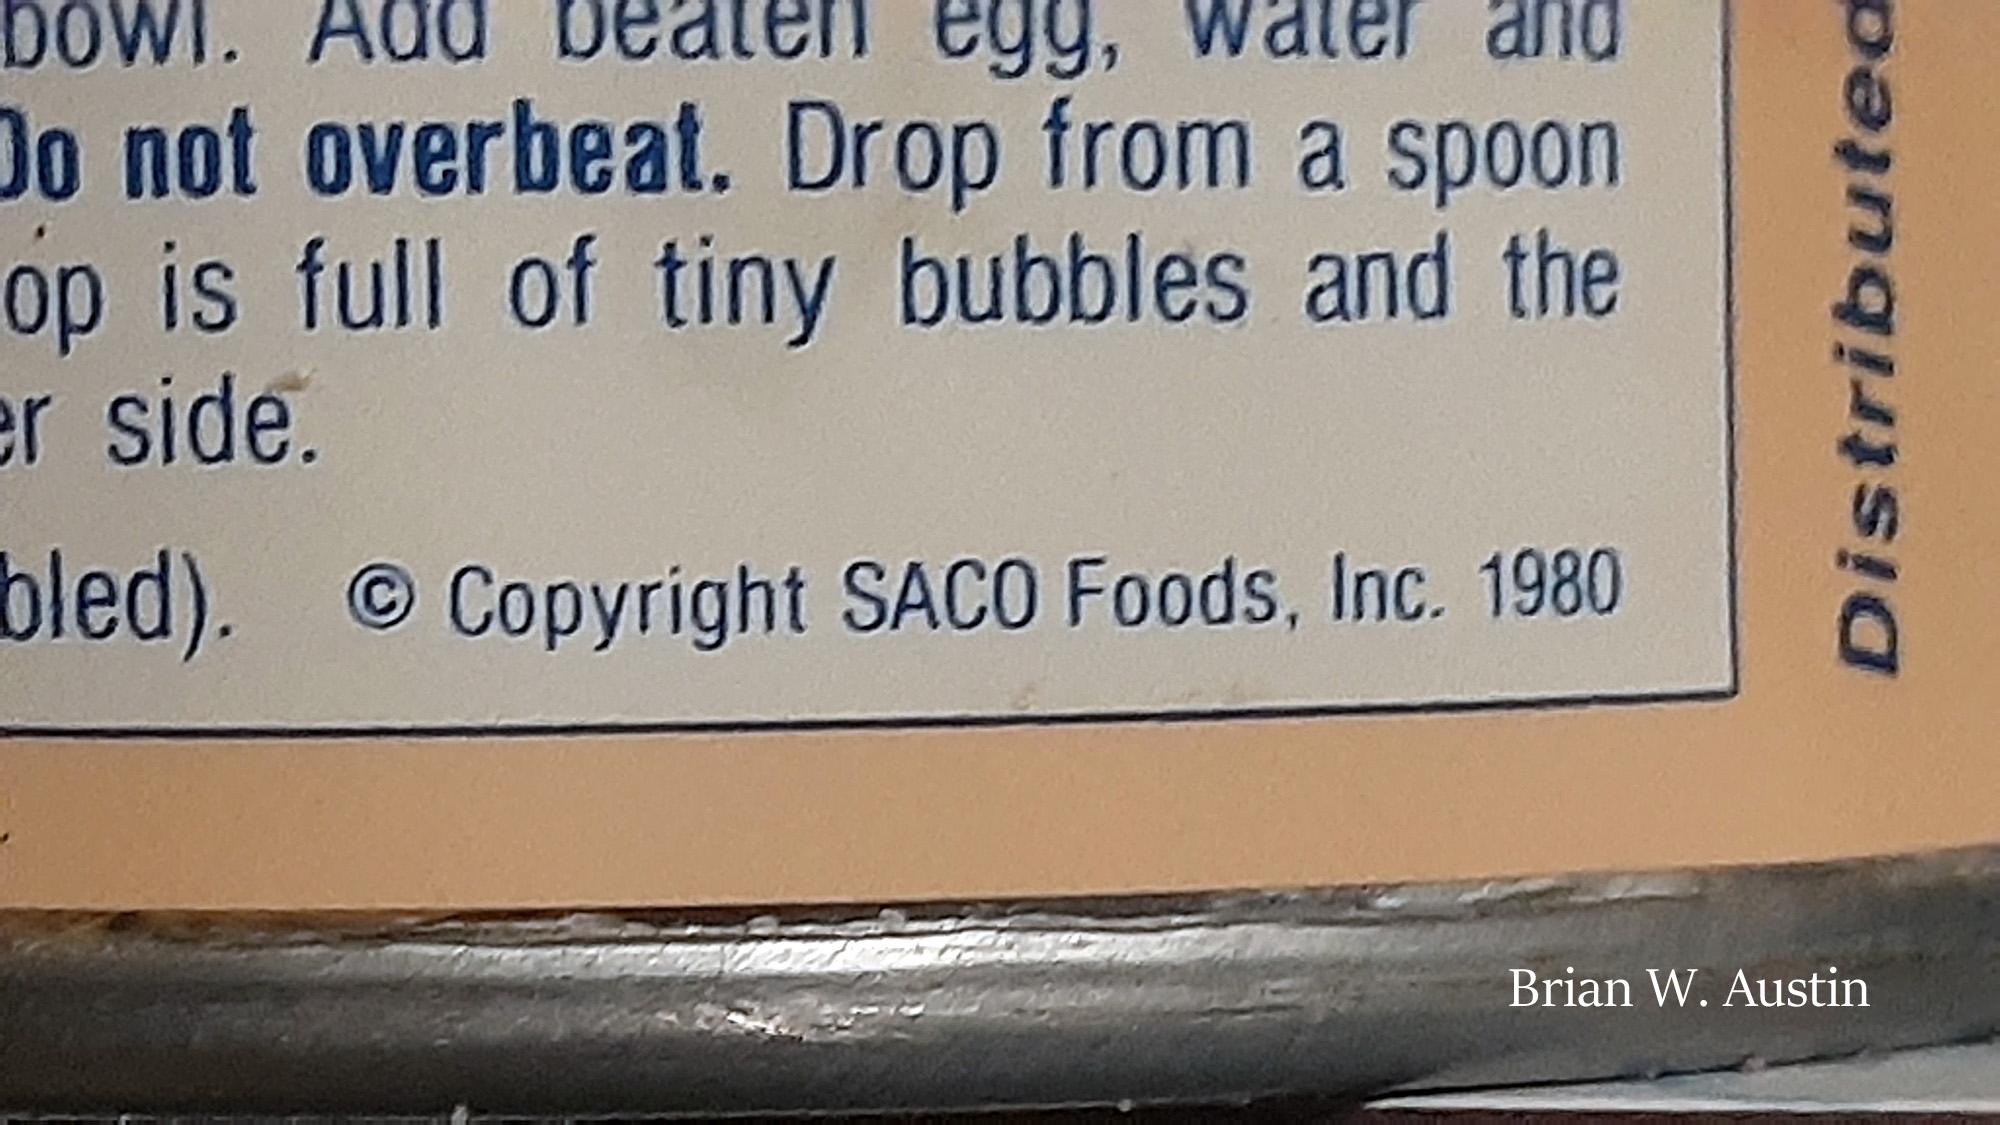 bowl. Add beaten egg, water and
Do not overbeat. Drop from a spoon
op is full of tiny bubbles and the
er side.
bled). © Copyright SACO Foods, Inc. 1980
Distributed
Brian W. Austin